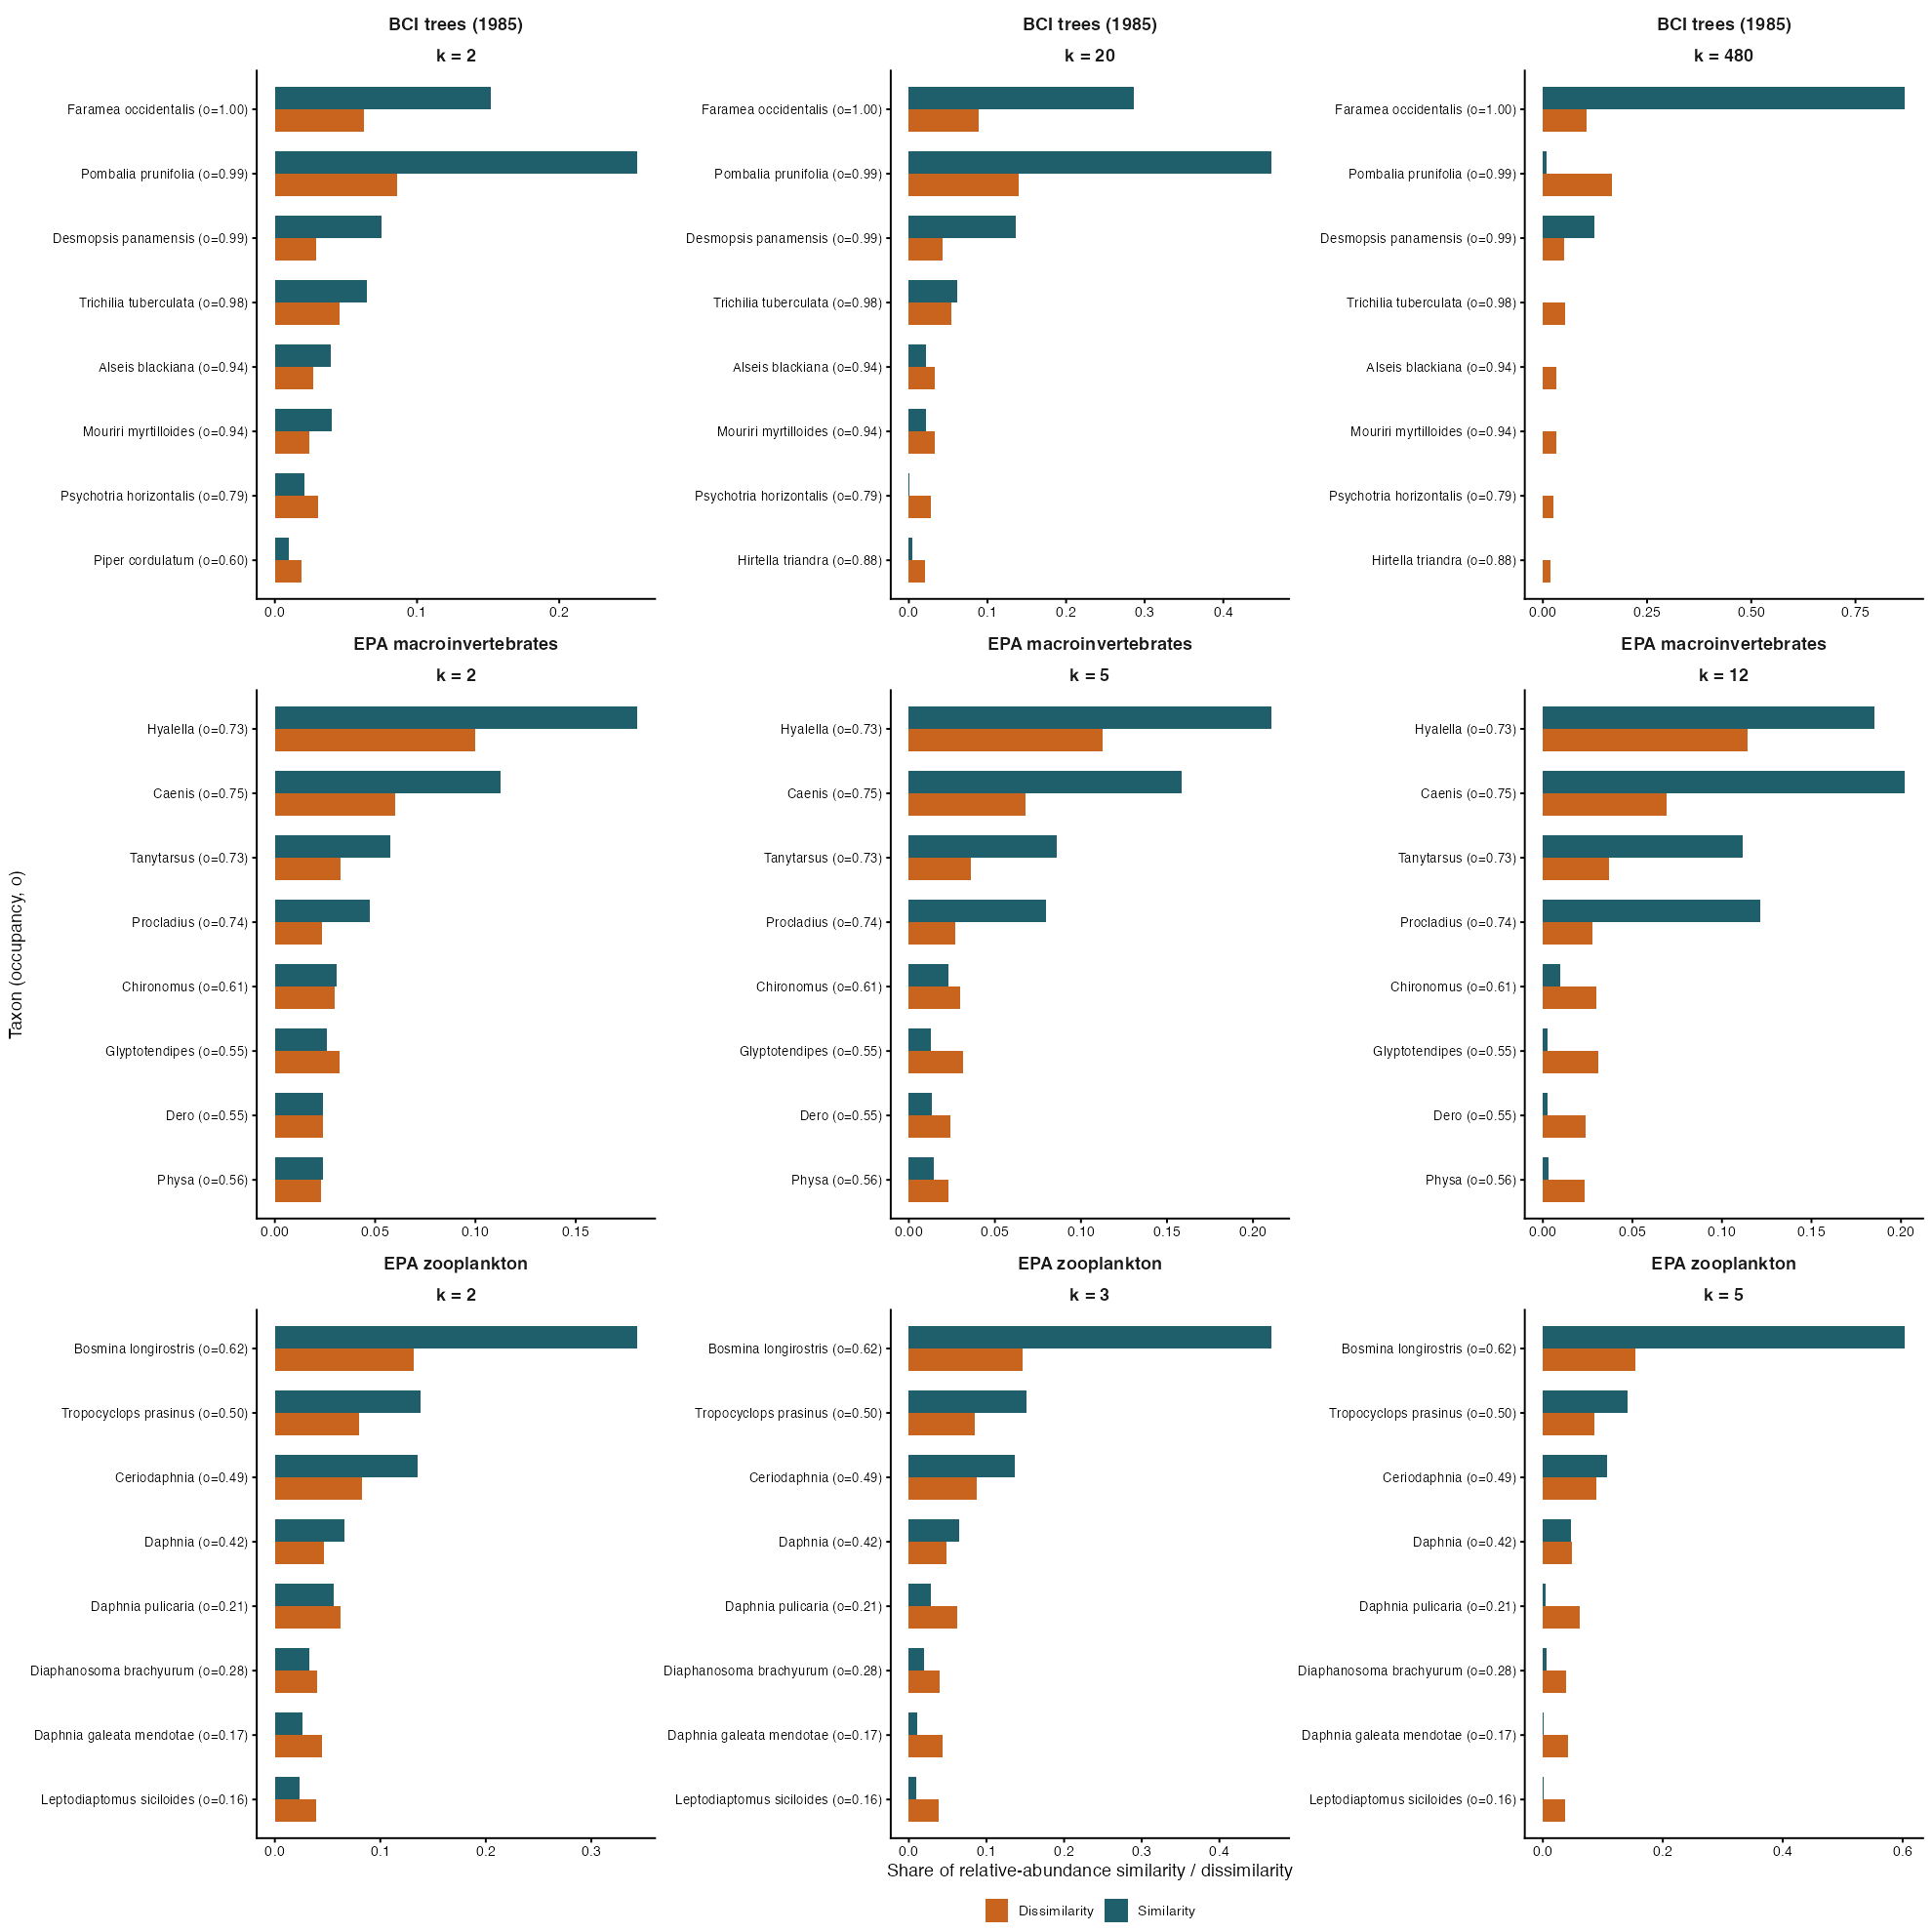 BCI trees (1985)
k = 2
Faramea occidentalis (o=1.00)
Pombalia prunifolia (o=0.99)
Desmopsis panamensis (o=0.99)
Trichilia tuberculata (o=0.98)
Alseis blackiana (o=0.94)
Mouriri myrtilloides (o=0.94)
Psychotria horizontalis (o=0.79)
Piper cordulatum (o=0.60)
0.0 0.1 0.2
BCI trees (1985)
k = 20
Faramea occidentalis (o=1.00)
Pombalia prunifolia (o=0.99)
Desmopsis panamensis (o=0.99)
Trichilia tuberculata (o=0.98)
Alseis blackiana (o=0.94)
Mouriri myrtilloides (o=0.94)
Psychotria horizontalis (o=0.79)
Hirtella triandra (o=0.88)
0.0 0.1 0.2 0.3 0.4
BCI trees (1985)
k = 480
Faramea occidentalis (o=1.00)
Pombalia prunifolia (o=0.99)
Desmopsis panamensis (o=0.99)
Trichilia tuberculata (o=0.98)
Alseis blackiana (o=0.94)
Mouriri myrtilloides (o=0.94)
Psychotria horizontalis (o=0.79)
Hirtella triandra (o=0.88)
0.00 0.25 0.50 0.75
EPA macroinvertebrates
k = 2
Hyalella (o=0.73)
Caenis (o=0.75)
Tanytarsus (o=0.73)
Procladius (o=0.74)
Chironomus (o=0.61)
Glyptotendipes (o=0.55)
Dero (o=0.55)
Physa (o=0.56)
0.00 0.05 0.10 0.15
EPA macroinvertebrates
k = 5
Hyalella (o=0.73)
Caenis (o=0.75)
Tanytarsus (o=0.73)
Procladius (o=0.74)
Chironomus (o=0.61)
Glyptotendipes (o=0.55)
Dero (o=0.55)
Physa (o=0.56)
0.00 0.05 0.10 0.15 0.20
EPA macroinvertebrates
k = 12
Hyalella (o=0.73)
Caenis (o=0.75)
Tanytarsus (o=0.73)
Procladius (o=0.74)
Chironomus (o=0.61)
Glyptotendipes (o=0.55)
Dero (o=0.55)
Physa (o=0.56)
0.00 0.05 0.10 0.15 0.20
EPA zooplankton
k = 2
Bosmina longirostris (o=0.62)
Tropocyclops prasinus (o=0.50)
Ceriodaphnia (o=0.49)
Daphnia (o=0.42)
Daphnia pulicaria (o=0.21)
Diaphanosoma brachyurum (o=0.28)
Daphnia galeata mendotae (o=0.17)
Leptodiaptomus siciloides (o=0.16)
0.0 0.1 0.2 0.3
EPA zooplankton
k = 3
Bosmina longirostris (o=0.62)
Tropocyclops prasinus (o=0.50)
Ceriodaphnia (o=0.49)
Daphnia (o=0.42)
Daphnia pulicaria (o=0.21)
Diaphanosoma brachyurum (o=0.28)
Daphnia galeata mendotae (o=0.17)
Leptodiaptomus siciloides (o=0.16)
0.0 0.1 0.2 0.3 0.4
EPA zooplankton
k = 5
Bosmina longirostris (o=0.62)
Tropocyclops prasinus (o=0.50)
Ceriodaphnia (o=0.49)
Daphnia (o=0.42)
Daphnia pulicaria (o=0.21)
Diaphanosoma brachyurum (o=0.28)
Daphnia galeata mendotae (o=0.17)
Leptodiaptomus siciloides (o=0.16)
0.0 0.2 0.4 0.6
Taxon (occupancy, o)
Share of relative-abundance similarity / dissimilarity
Dissimilarity Similarity